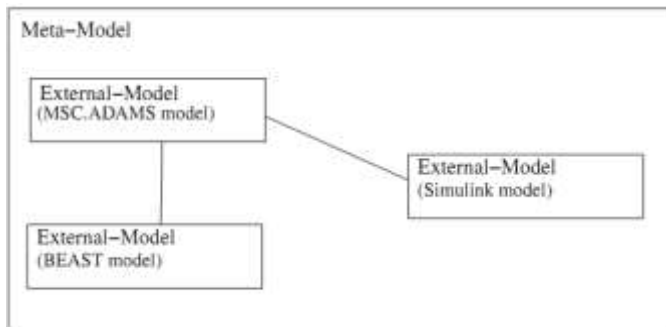 Meta-Model
External-Model
(MSC.ADAMS model)
External-Model
(Simulink model)
External-Model
(BEAST model)